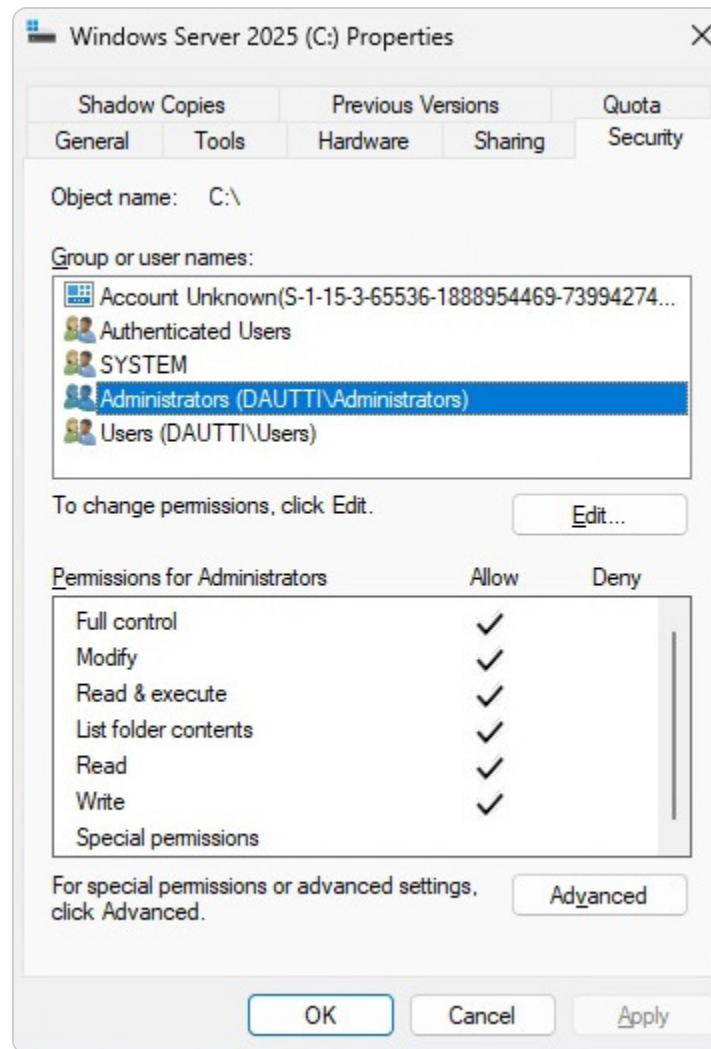 Windows Server 2025 (C:) Properties
Shadow Copies Previous Versions Quota
General Tools Hardware Sharing Security
Object name: C:\
Group or user names:
Account Unknown(S-1-15-3-65536-1888954469-73994274...
Authenticated Users
SYSTEM
Administrators (DAUTTI\Administrators)
Users (DAUTTI\Users)
To change permissions, click Edit.
Edit...
Permissions for Administrators Allow Deny
Full control
Modify
Read & execute
List folder contents
Read
Write
Special permissions
For special permissions or advanced settings,
click Advanced.
Advanced
OK Cancel Apply